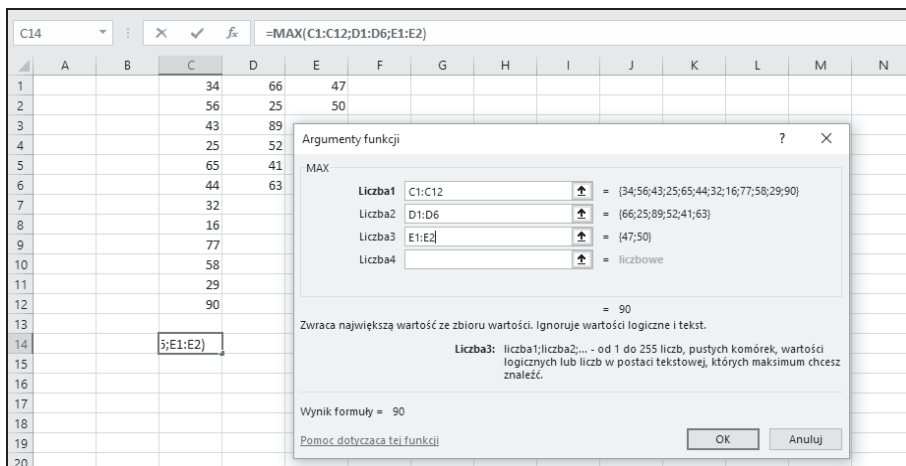 C14 fx =MAX(C1:C12;D1:D6;E1:E2)
A B C D E F G H I J K L M N
1 34 66 47
2 56 25 50
3 43 89
4 25 52
5 65 41
6 44 63
7 32
8 16
9 77
10 58
11 29
12 90
13
14 5;E1:E2)
15
16
17
18
19
20
Argumenty funkcji ? ×
MAX
Liczba1 C1:C12 = {34;56;43;25;65;44;32;16;77;58;29;90}
Liczba2 D1:D6 = {66;25;89;52;41;63}
Liczba3 E1:E2 = {47;50}
Liczba4 = liczbowe
= 90
Zwraca największą wartość ze zbioru wartości. Ignoruje wartości logiczne i tekst.
Liczba3: liczba1;liczba2;... - od 1 do 255 liczb, pustych komórek, wartości
logicznych lub liczb w postaci tekstowej, których maksimum chcesz
znaleźć.
Wynik formuły = 90
Pomoc dotycząca tej funkcji
OK Anuluj